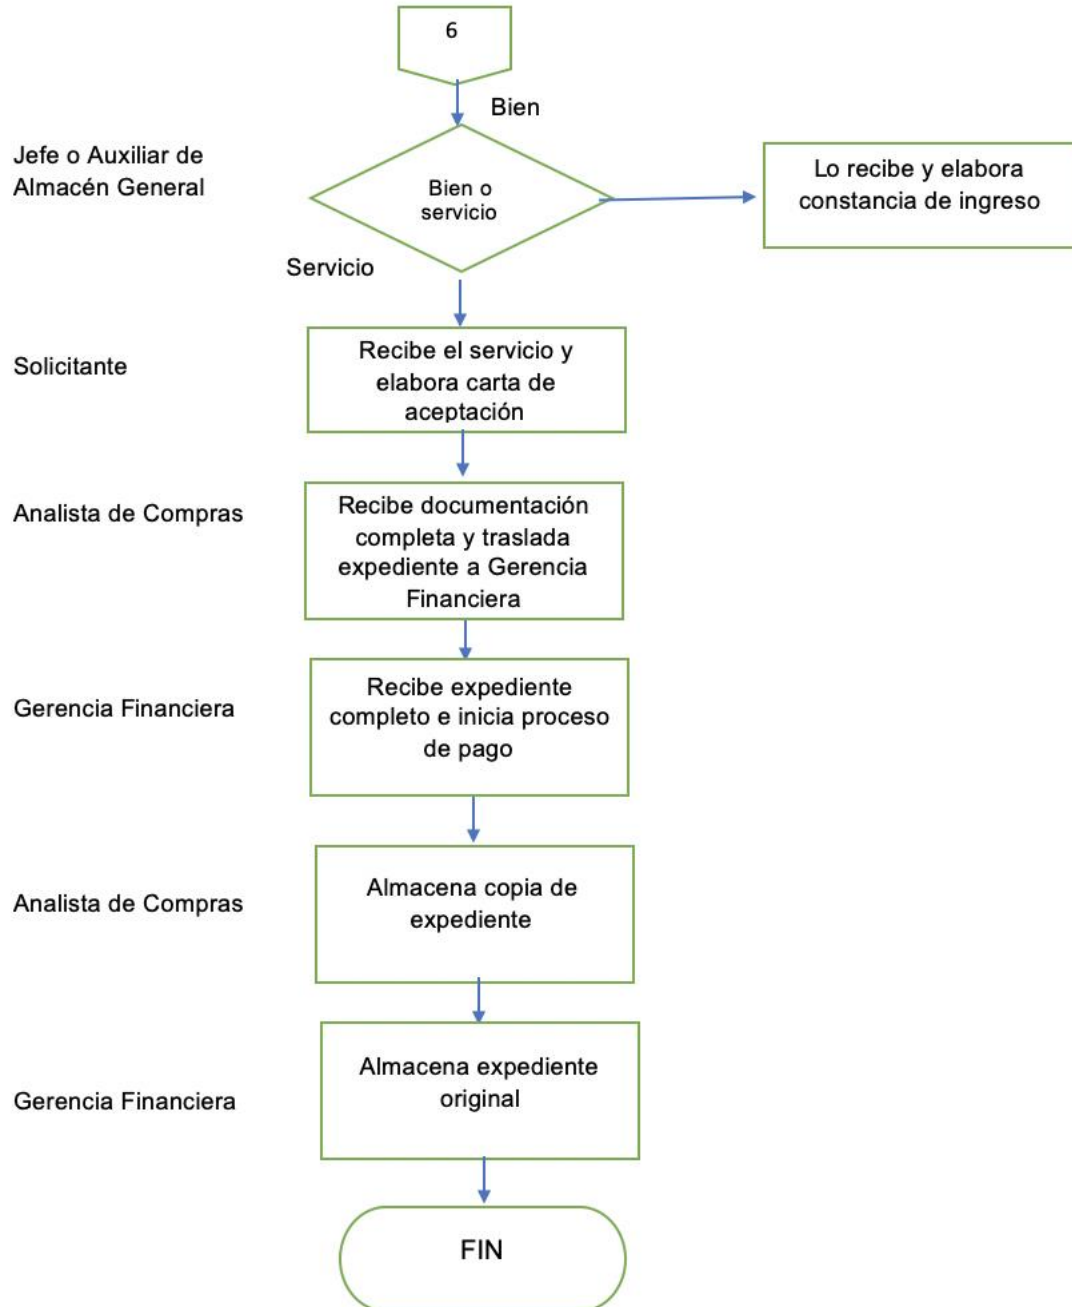 6
Bien
Jefe o Auxiliar de
Almacén General
Bien o
servicio
Lo recibe y elabora
constancia de ingreso
Servicio
Solicitante
Recibe el servicio y
elabora carta de
aceptación
Analista de Compras
Recibe documentación
completa y traslada
expediente a Gerencia
Financiera
Gerencia Financiera
Recibe expediente
completo e inicia proceso
de pago
Analista de Compras
Almacena copia de
expediente
Gerencia Financiera
Almacena expediente
original
FIN